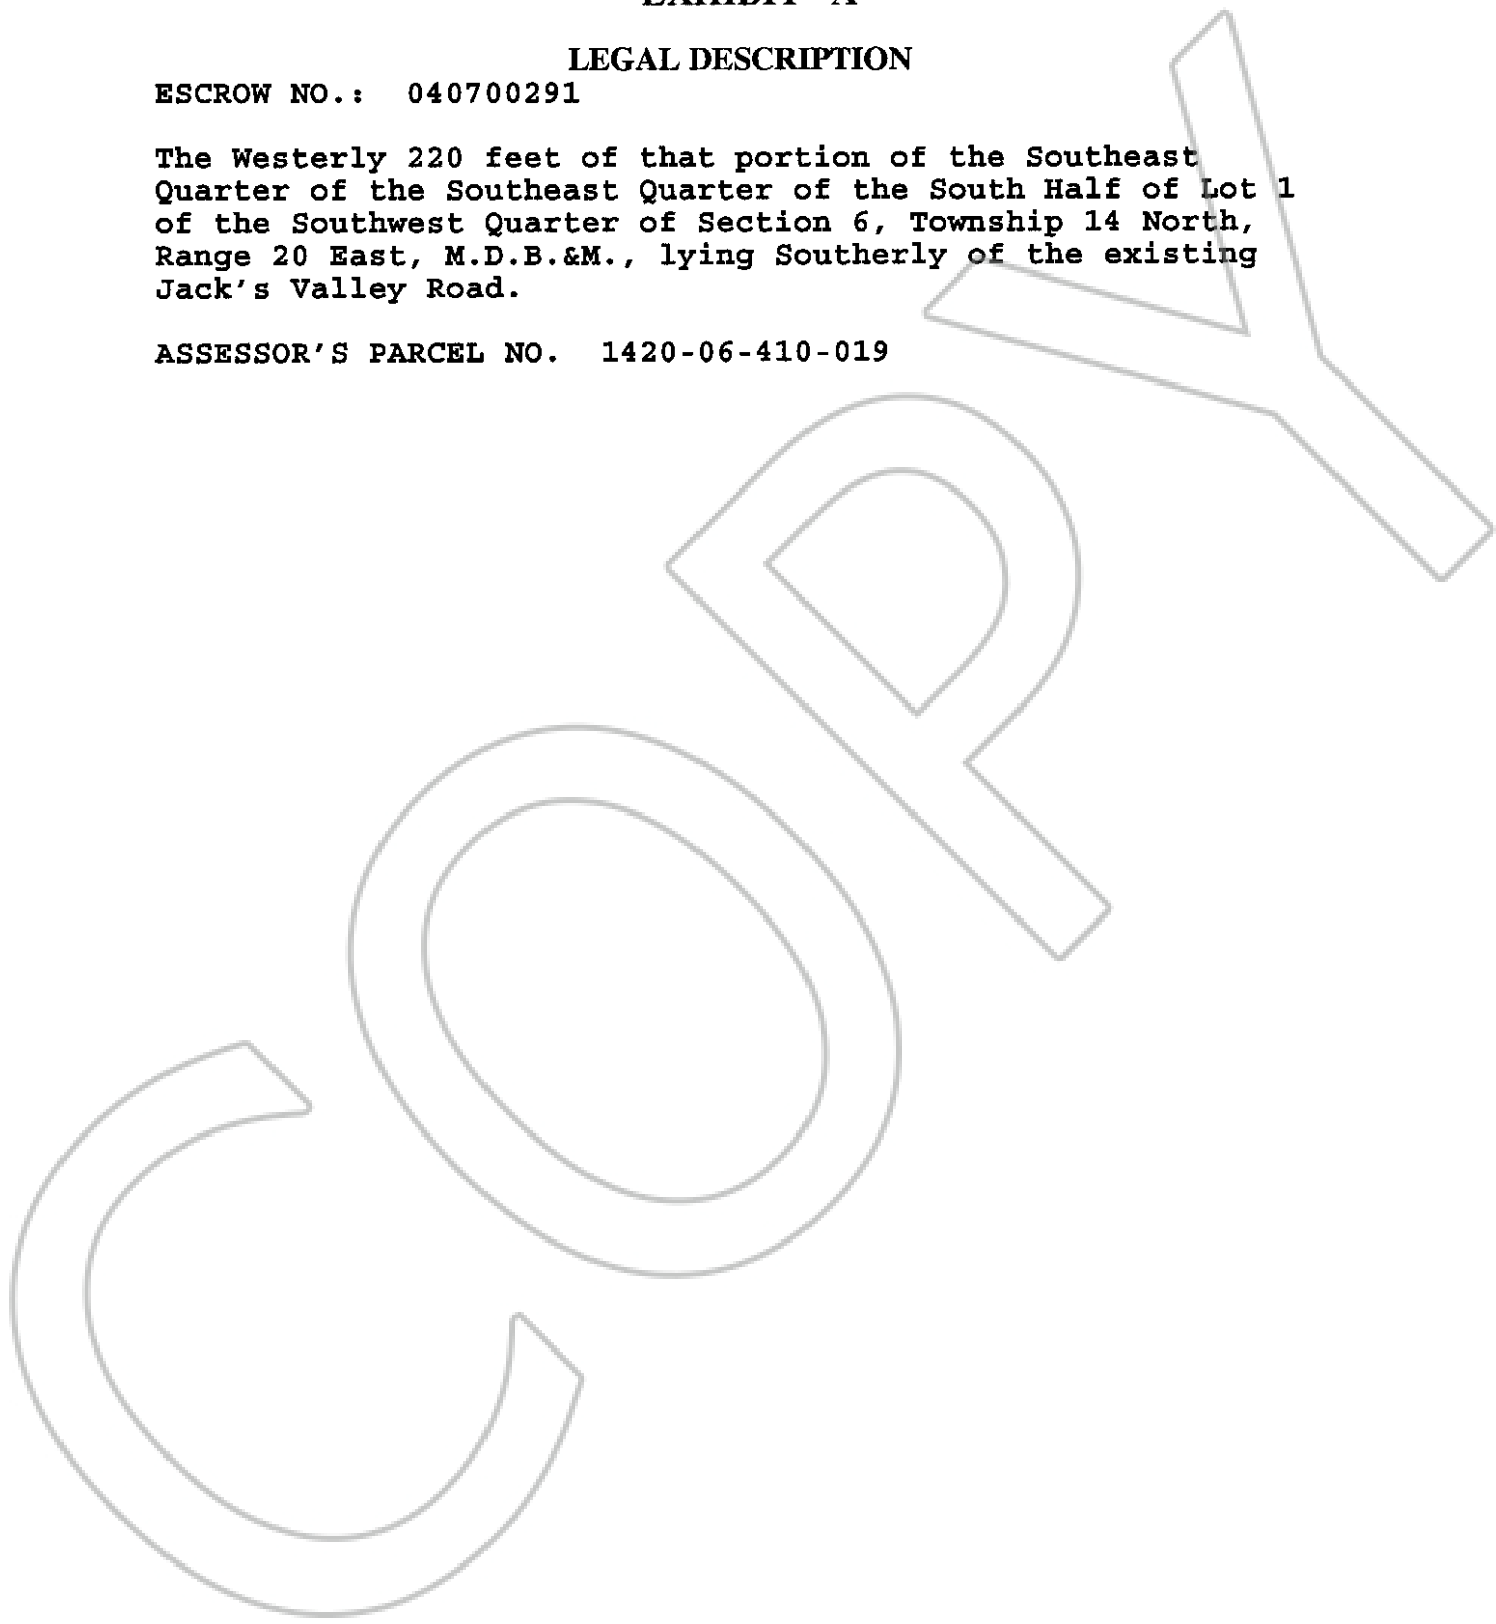 EXHIBIT "A"
LEGAL DESCRIPTION
ESCROW NO.: 040700291
The Westerly 220 feet of that portion of the Southeast
Quarter of the Southeast Quarter of the South Half of Lot 1
of the Southwest Quarter of Section 6, Township 14 North,
Range 20 East, M.D.B.&M., lying Southerly of the existing
Jack's Valley Road.
ASSESSOR'S PARCEL NO. 1420-06-410-019
COPY